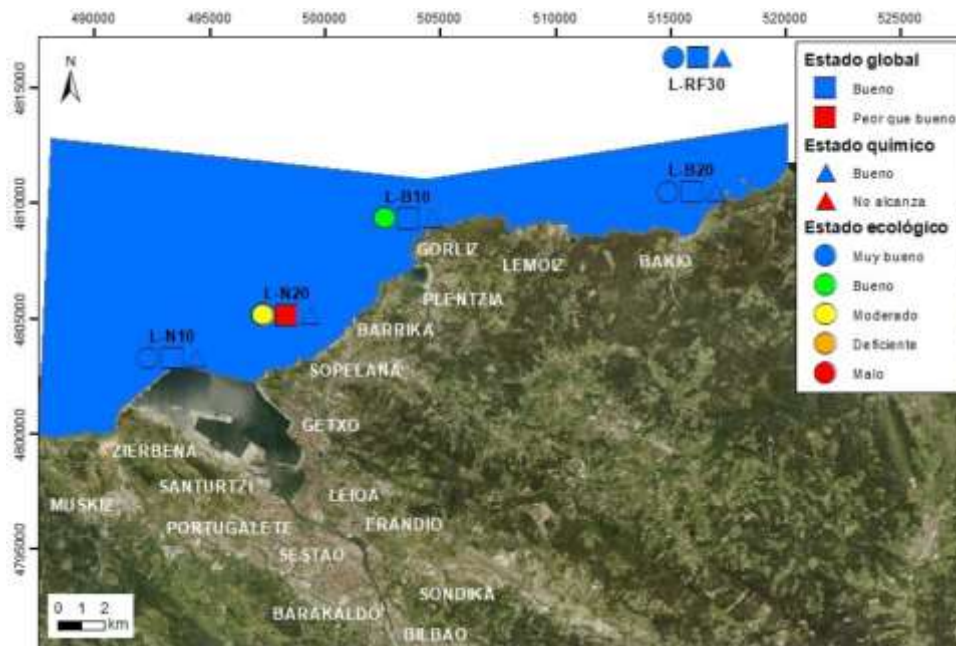 490000 495000 500000 505000 510000 515000 520000 525000
4815000
4810000
4805000
4800000
4795000
N
L-RF30
L-B20
L-B10
L-N20
L-N10
GORLIZ
LEMOIZ
BAKIO
PLENTZIA
BARRIKA
SOPELANA
GETXO
ZIERBENA
SANTURTZI
LEIOA
MUSKIZ
PORTUGALETE
ERANDIO
SESTAO
SONDIKA
BARAKALDO
BILBAO
0 1 2
km
Estado global
Bueno
Peor que bueno
Estado químico
Bueno
No alcanza
Estado ecológico
Muy bueno
Bueno
Moderado
Deficiente
Malo